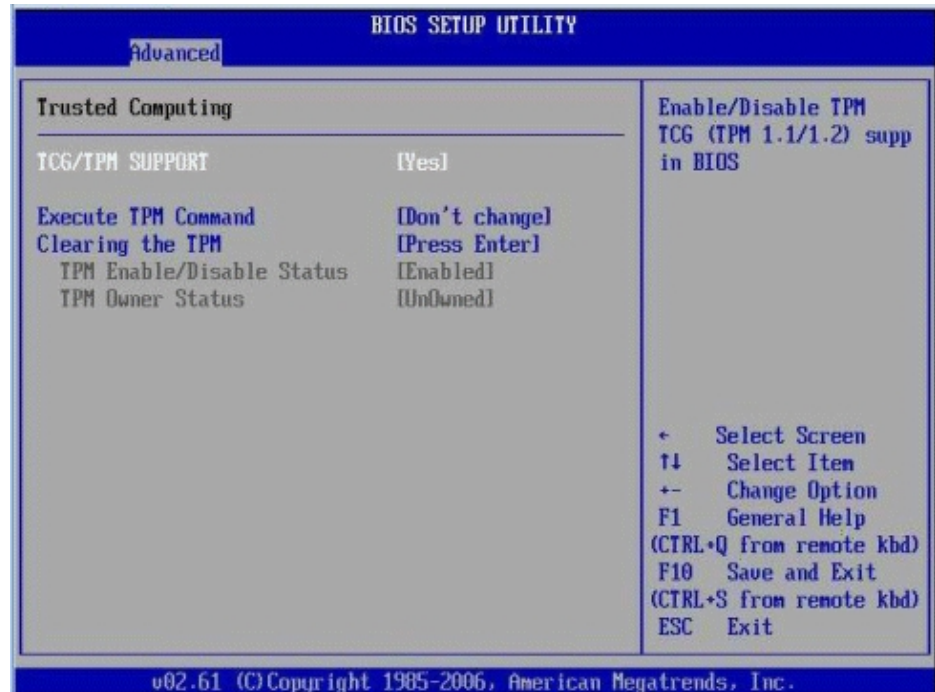 BIOS SETUP UTILITY
Advanced
Trusted Computing
TCG/TPM SUPPORT [Yes]
Execute TPM Command [Don't change]
Clearing the TPM [Press Enter]
TPM Enable/Disable Status [Enabled]
TPM Owner Status [UnOwned]
Enable/Disable TPM
TCG (TPM 1.1/1.2) supp
in BIOS
← Select Screen
↑↓ Select Item
+- Change Option
F1 General Help
(CTRL+Q from remote kbd)
F10 Save and Exit
(CTRL+S from remote kbd)
ESC Exit
v02.61 (C)Copyright 1985-2006, American Megatrends, Inc.